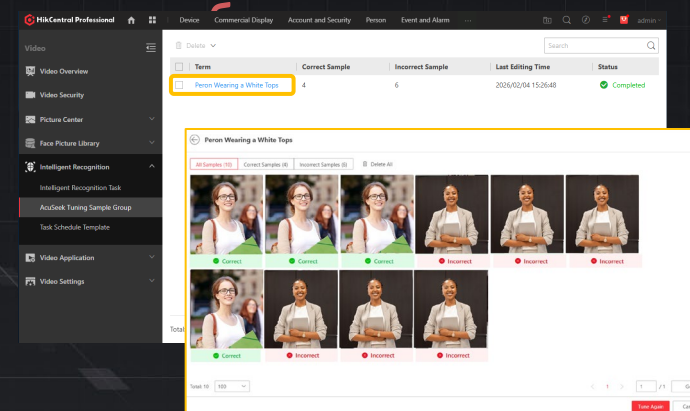 HikCentral Professional Device Commercial Display Account and Security Person Event and Alarm ... admin
Video
Delete
Search
Term Correct Sample Incorrect Sample Last Editing Time Status
Peron Wearing a White Tops 4 6 2026/02/04 15:26:48 Completed
Video Overview
Video Security
Picture Center
Face Picture Library
Intelligent Recognition
Intelligent Recognition Task
AcuSeek Tuning Sample Group
Task Schedule Template
Video Application
Video Settings
Total:
Peron Wearing a White Tops
All Samples (10) Correct Samples (4) Incorrect Samples (6) Delete All
Correct Correct Correct Incorrect Incorrect Incorrect
Correct Incorrect Incorrect Incorrect
Total: 10 100 1 1 /1 G
Tune Again Can